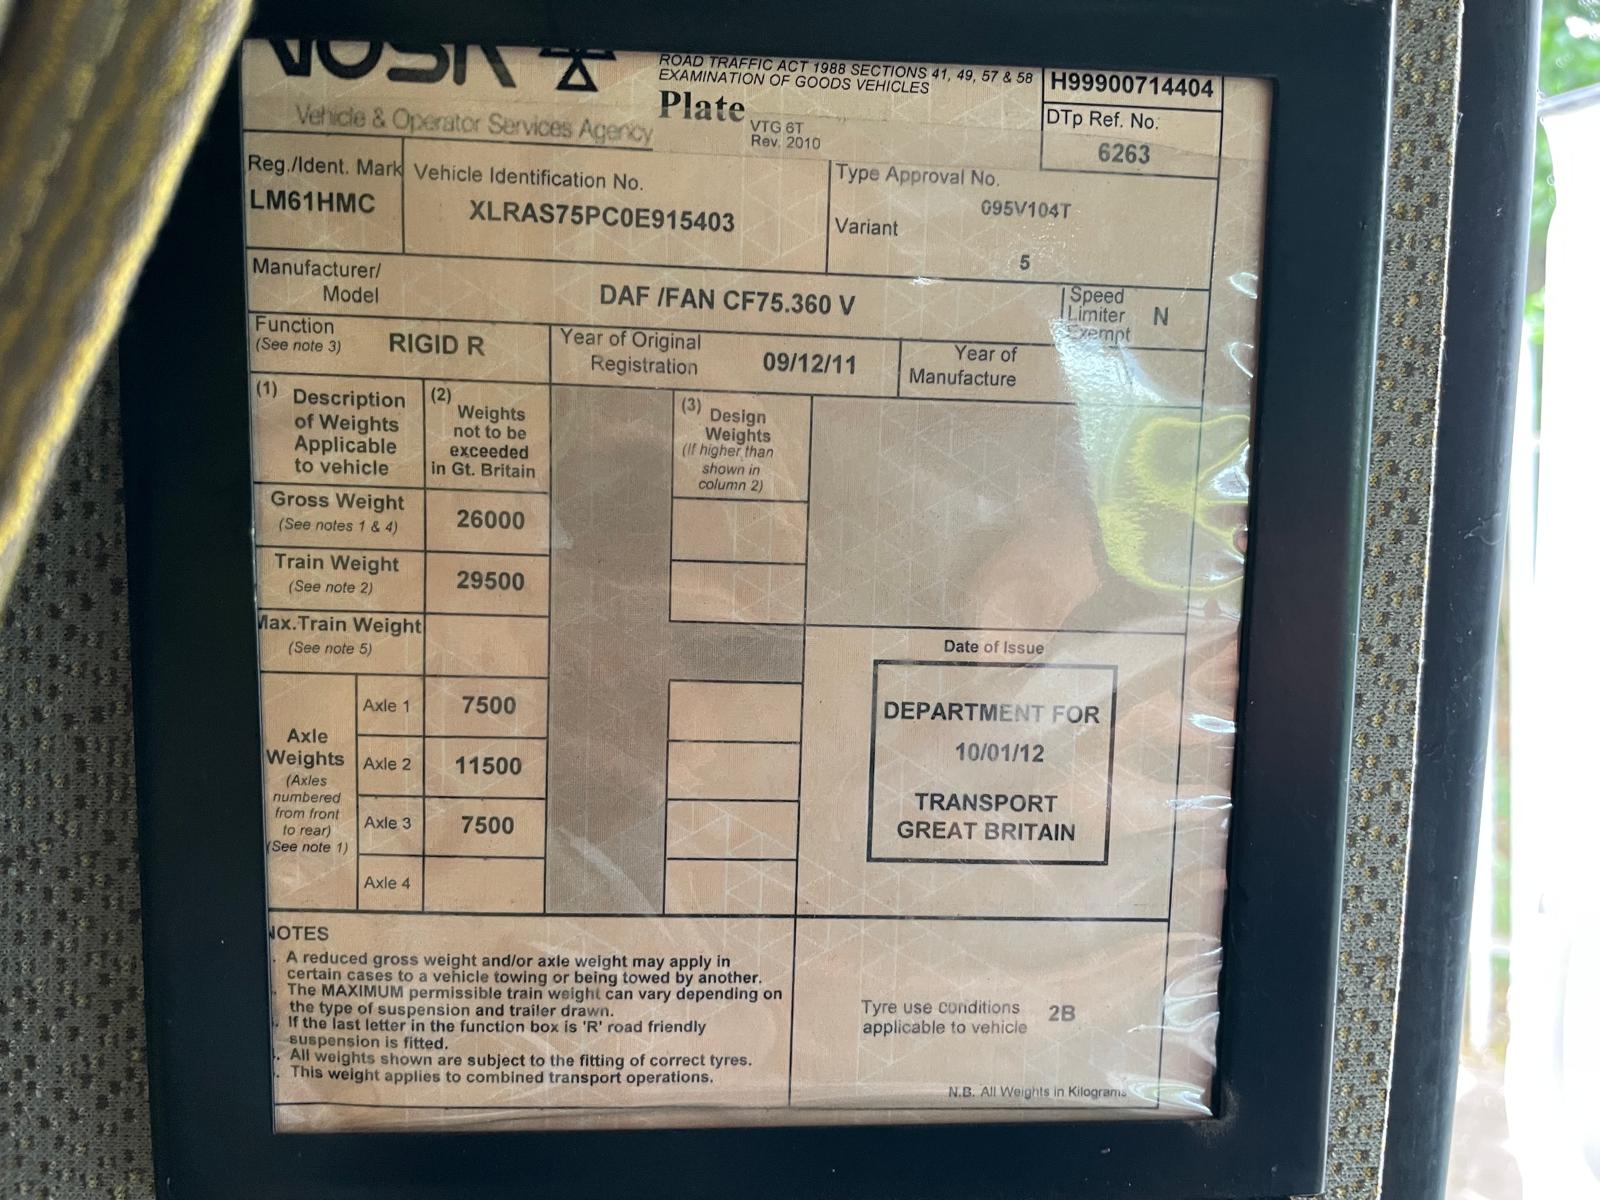 VOSA
ROAD TRAFFIC ACT 1988 SECTIONS 41, 49, 57 & 58
EXAMINATION OF GOODS VEHICLES
H99900714404
Vehicle & Operator Services Agency
Plate
VTG 6T
Rev. 2010
DTp Ref. No.
6263
Reg./Ident. Mark
LM61HMC
Vehicle Identification No.
XLRAS75PC0E915403
Type Approval No.
095V104T
Variant
5
Manufacturer/
Model
DAF /FAN CF75.360 V
Speed
Limiter
Exempt
N
Function
(See note 3)
RIGID R
Year of Original
Registration
09/12/11
Year of
Manufacture
(1) Description
of Weights
Applicable
to vehicle
(2) Weights
not to be
exceeded
in Gt. Britain
(3) Design
Weights
(If higher than
shown in
column 2)
Gross Weight
(See notes 1 & 4)
26000
Train Weight
(See note 2)
29500
Max.Train Weight
(See note 5)
Axle
Weights
(Axles
numbered
from front
to rear)
(See note 1)
Axle 1
7500
Axle 2
11500
Axle 3
7500
Axle 4
Date of Issue
DEPARTMENT FOR
10/01/12
TRANSPORT
GREAT BRITAIN
NOTES
A reduced gross weight and/or axle weight may apply in
certain cases to a vehicle towing or being towed by another.
The MAXIMUM permissible train weight can vary depending on
the type of suspension and trailer drawn.
If the last letter in the function box is 'R' road friendly
suspension is fitted.
All weights shown are subject to the fitting of correct tyres.
This weight applies to combined transport operations.
Tyre use conditions
applicable to vehicle
2B
N.B. All Weights in Kilograms